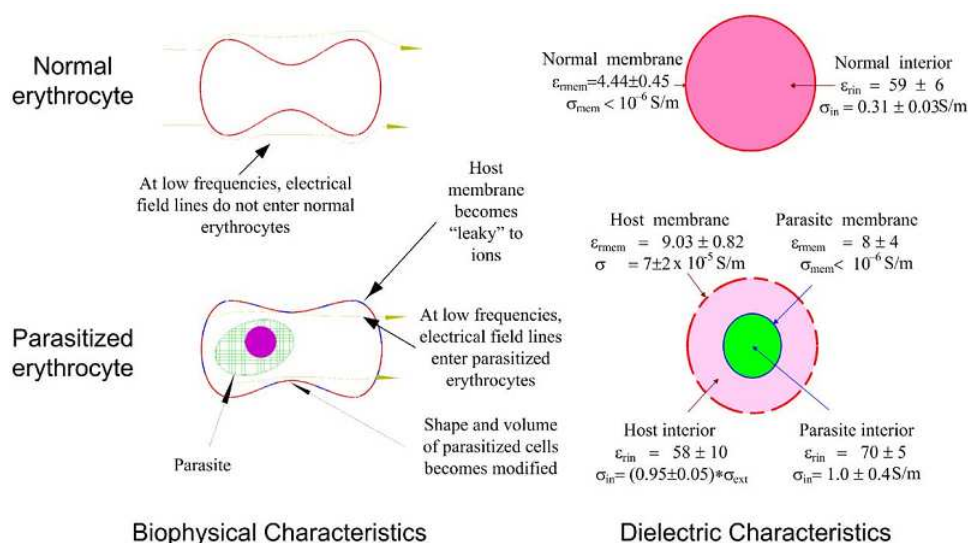 Normal
erythrocyte
At low frequencies, electrical
field lines do not enter normal
erythrocytes
Normal membrane
εrmem=4.44±0.45
σmem < 10⁻⁶ S/m
Normal interior
εrin = 59 ± 6
σin = 0.31 ± 0.03S/m
Host
membrane
becomes
“leaky” to
ions
Parasitized
erythrocyte
At low frequencies,
electrical field lines
enter parasitized
erythrocytes
Shape and volume
of parasitized cells
becomes modified
Parasite
Host membrane
εrmem = 9.03 ± 0.82
σ = 7±2 x 10⁻⁵ S/m
Parasite membrane
εrmem = 8 ± 4
σmem< 10⁻⁶ S/m
Host interior
εrin = 58 ± 10
σin= (0.95±0.05)*σext
Parasite interior
εrin = 70 ± 5
σin= 1.0 ± 0.4S/m
Biophysical Characteristics
Dielectric Characteristics